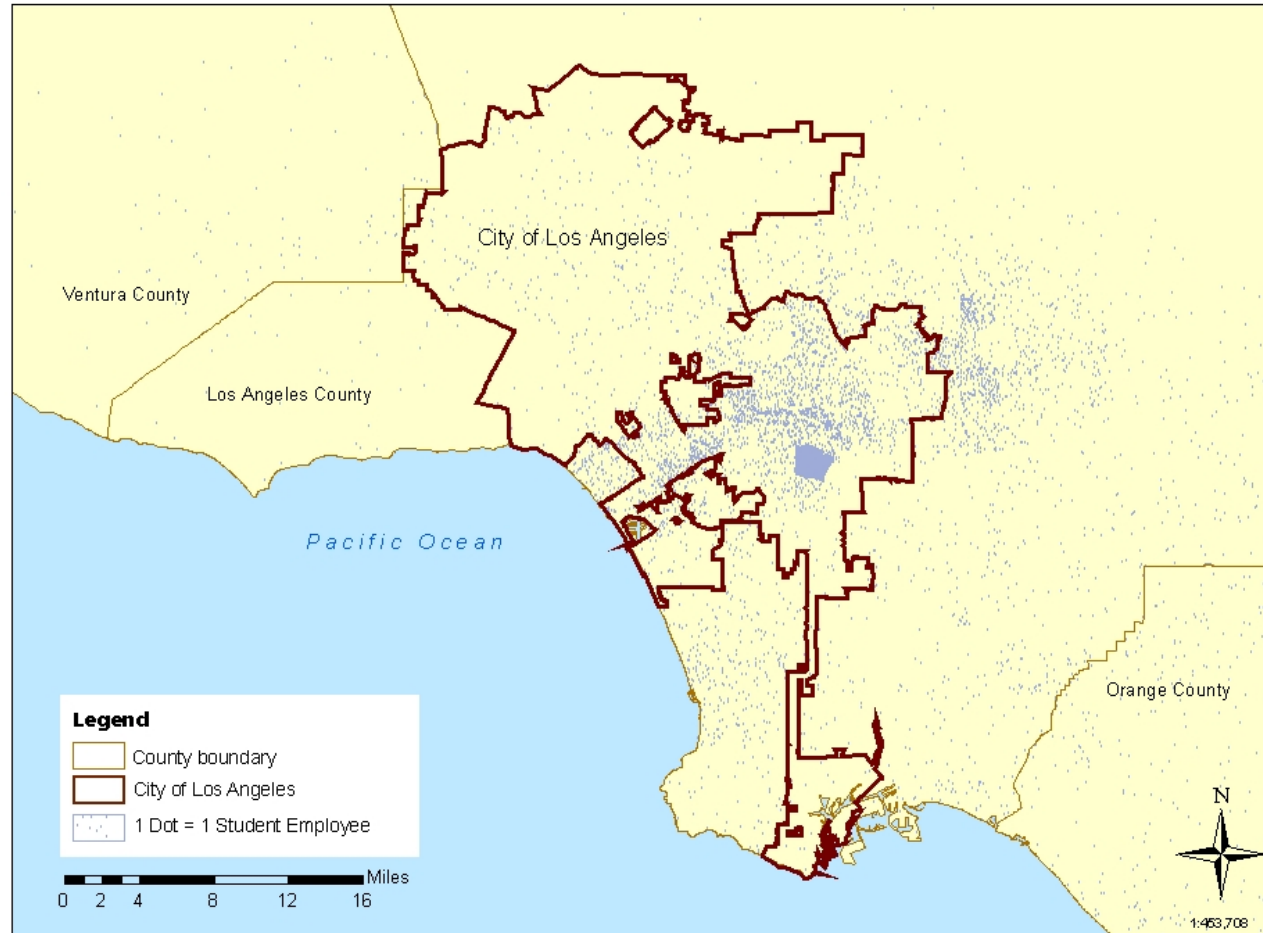 City of Los Angeles
Ventura County
Los Angeles County
Pacific Ocean
Orange County
Legend
County boundary
City of Los Angeles
1 Dot = 1 Student Employee
Miles
0 2 4 8 12 16
N
1:453,708